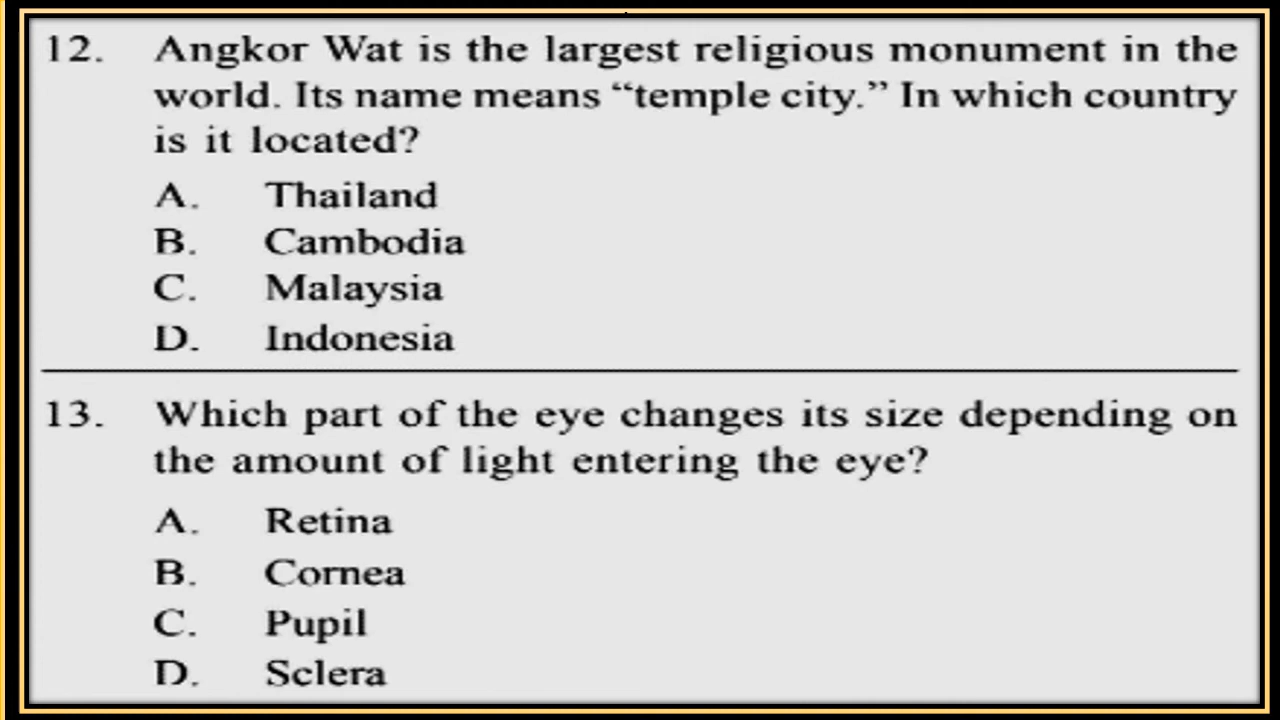 12. Angkor Wat is the largest religious monument in the
world. Its name means “temple city.” In which country
is it located?
A. Thailand
B. Cambodia
C. Malaysia
D. Indonesia
13. Which part of the eye changes its size depending on
the amount of light entering the eye?
A. Retina
B. Cornea
C. Pupil
D. Sclera